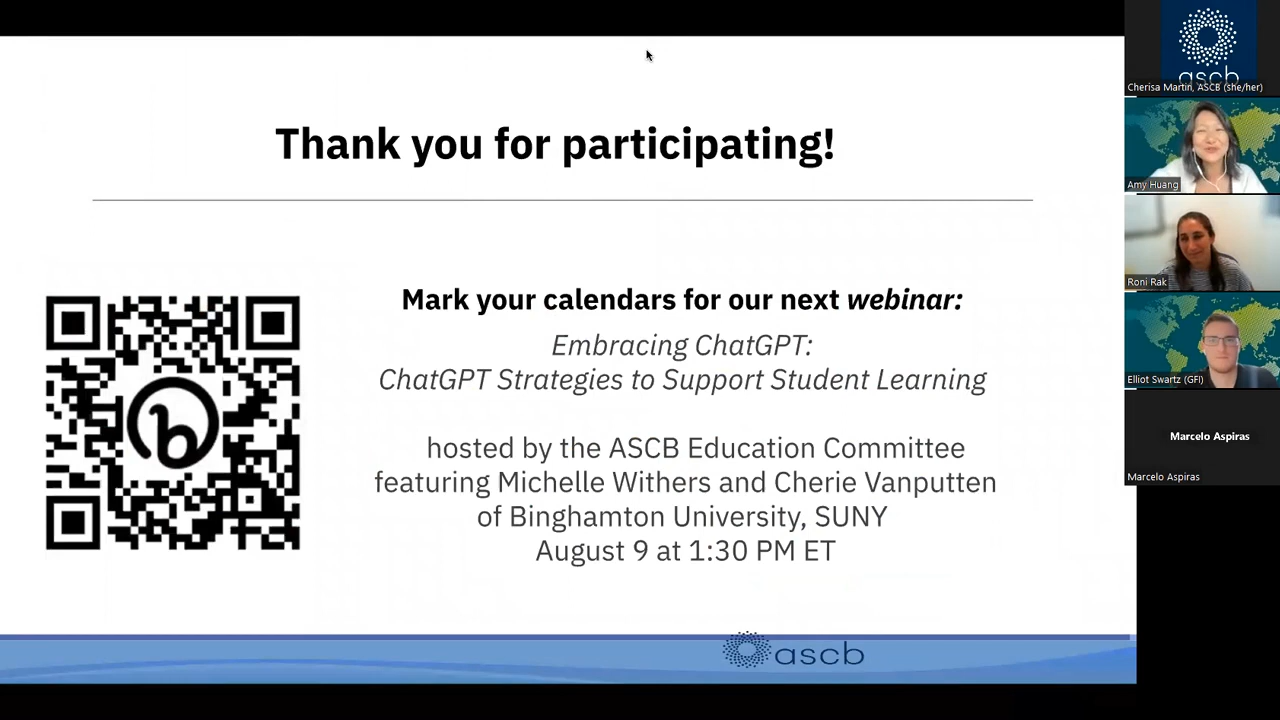 Thank you for participating!
Mark your calendars for our next webinar:
Embracing ChatGPT:
ChatGPT Strategies to Support Student Learning
hosted by the ASCB Education Committee
featuring Michelle Withers and Cherie Vanputten
of Binghamton University, SUNY
August 9 at 1:30 PM ET
ascb
ascb
Cherisa Martin, ASCB (she/her)
Amy Huang
Roni Rak
Elliot Swartz (GFI)
Marcelo Aspiras
Marcelo Aspiras